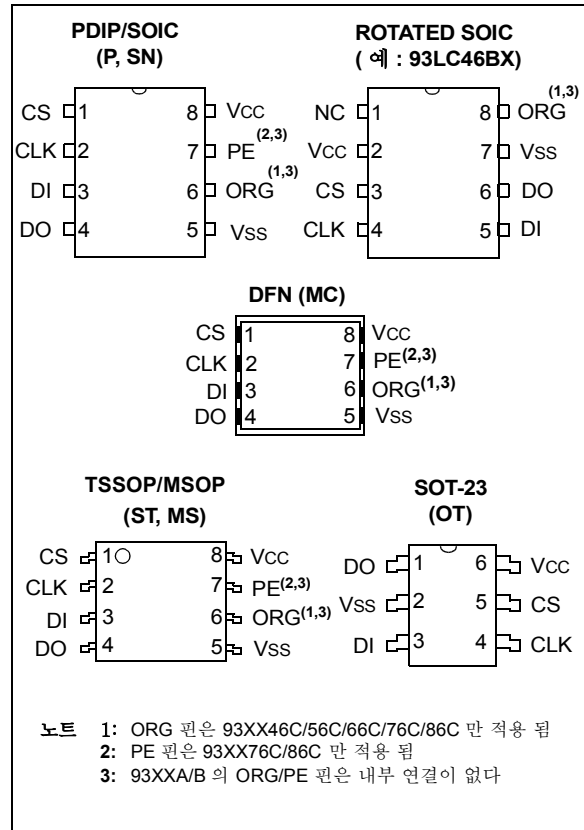 PDIP/SOIC
(P, SN)
CS 1 8 VCC
CLK 2 7 PE(2,3)
DI 3 6 ORG(1,3)
DO 4 5 VSS
ROTATED SOIC
( 예 : 93LC46BX)
NC 1 8 ORG(1,3)
VCC 2 7 VSS
CS 3 6 DO
CLK 4 5 DI
DFN (MC)
CS 1 8 VCC
CLK 2 7 PE(2,3)
DI 3 6 ORG(1,3)
DO 4 5 VSS
TSSOP/MSOP
(ST, MS)
CS 1 8 VCC
CLK 2 7 PE(2,3)
DI 3 6 ORG(1,3)
DO 4 5 VSS
SOT-23
(OT)
DO 1 6 VCC
VSS 2 5 CS
DI 3 4 CLK
노트 1: ORG 핀은 93XX46C/56C/66C/76C/86C 만 적용 됨
2: PE 핀은 93XX76C/86C 만 적용 됨
3: 93XXA/B 의 ORG/PE 핀은 내부 연결이 없다